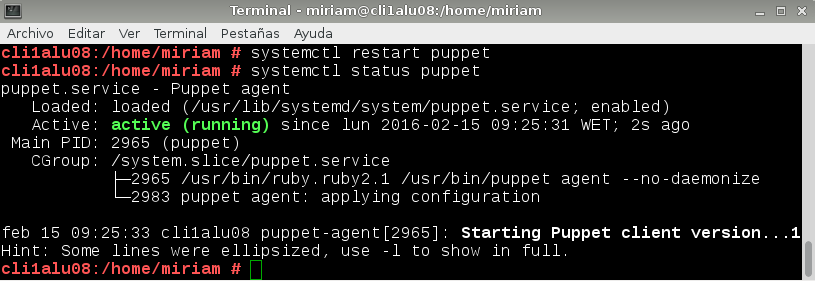 Terminal - miriam@cli1alu08:/home/miriam
Archivo Editar Ver Terminal Pestañas Ayuda
cli1alu08:/home/miriam # systemctl restart puppet
cli1alu08:/home/miriam # systemctl status puppet
puppet.service - Puppet agent
   Loaded: loaded (/usr/lib/systemd/system/puppet.service; enabled)
   Active: active (running) since lun 2016-02-15 09:25:31 WET; 2s ago
 Main PID: 2965 (puppet)
   CGroup: /system.slice/puppet.service
           ├─2965 /usr/bin/ruby.ruby2.1 /usr/bin/puppet agent --no-daemonize
           └─2983 puppet agent: applying configuration
feb 15 09:25:33 cli1alu08 puppet-agent[2965]: Starting Puppet client version...1
Hint: Some lines were ellipsized, use -l to show in full.
cli1alu08:/home/miriam #